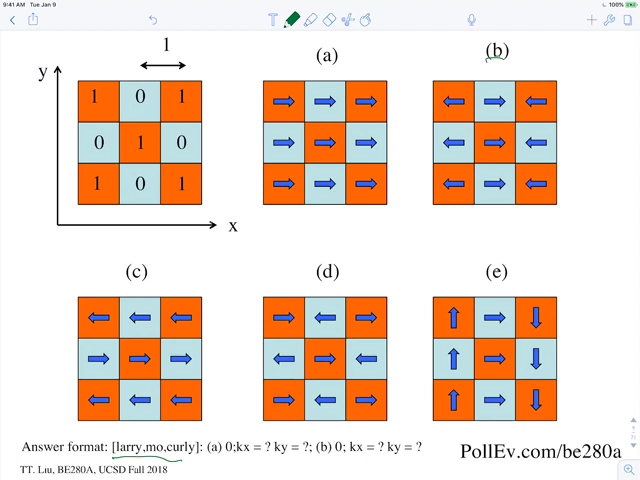 9:41 AM Tue Jan 9
100%
1
(a)
(b)
y
1 0 1
0 1 0
1 0 1
x
(c)
(d)
(e)
Answer format: [larry,mo,curly]: (a) 0;kx = ? ky = ?; (b) 0; kx = ? ky = ?
PollEv.com/be280a
TT. Liu, BE280A, UCSD Fall 2018